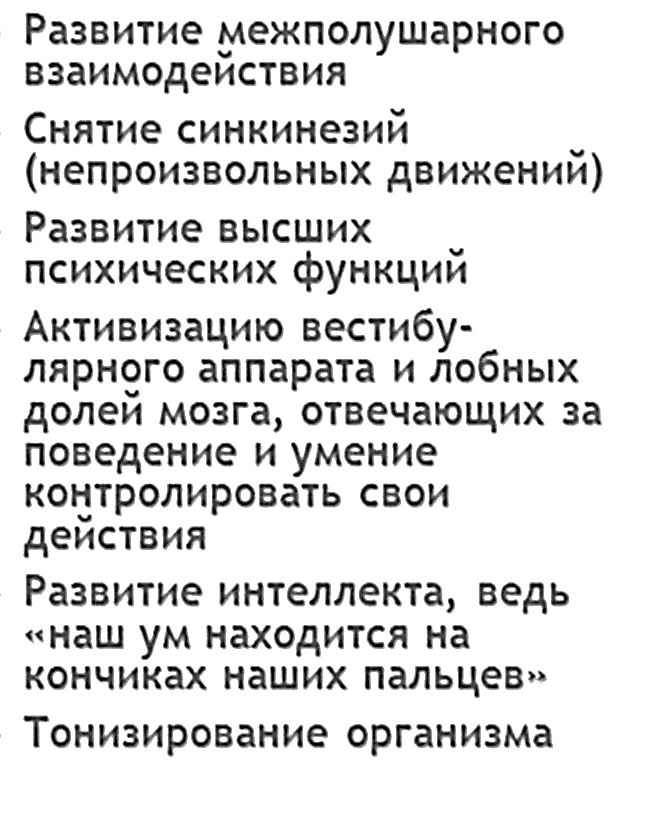 Развитие межполушарного
взаимодействия
Снятие синкинезий
(непроизвольных движений)
Развитие высших
психических функций
Активизацию вестибу-
лярного аппарата и лобных
долей мозга, отвечающих за
поведение и умение
контролировать свои
действия
Развитие интеллекта, ведь
«наш ум находится на
кончиках наших пальцев»
Тонизирование организма